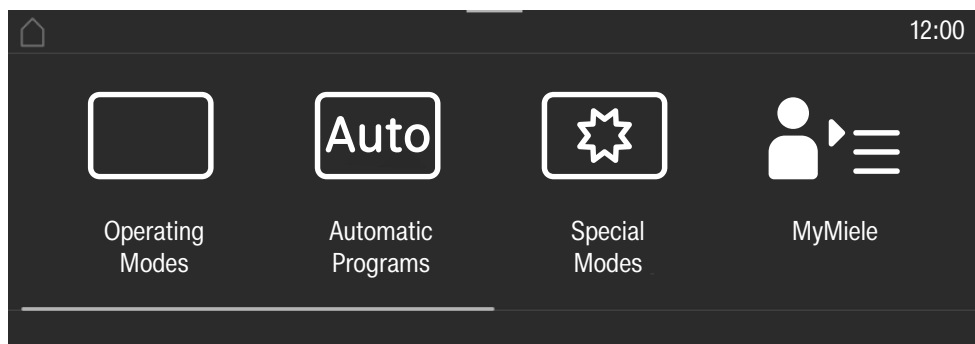 12:00
Auto
Operating
Modes
Automatic
Programs
Special
Modes
MyMiele